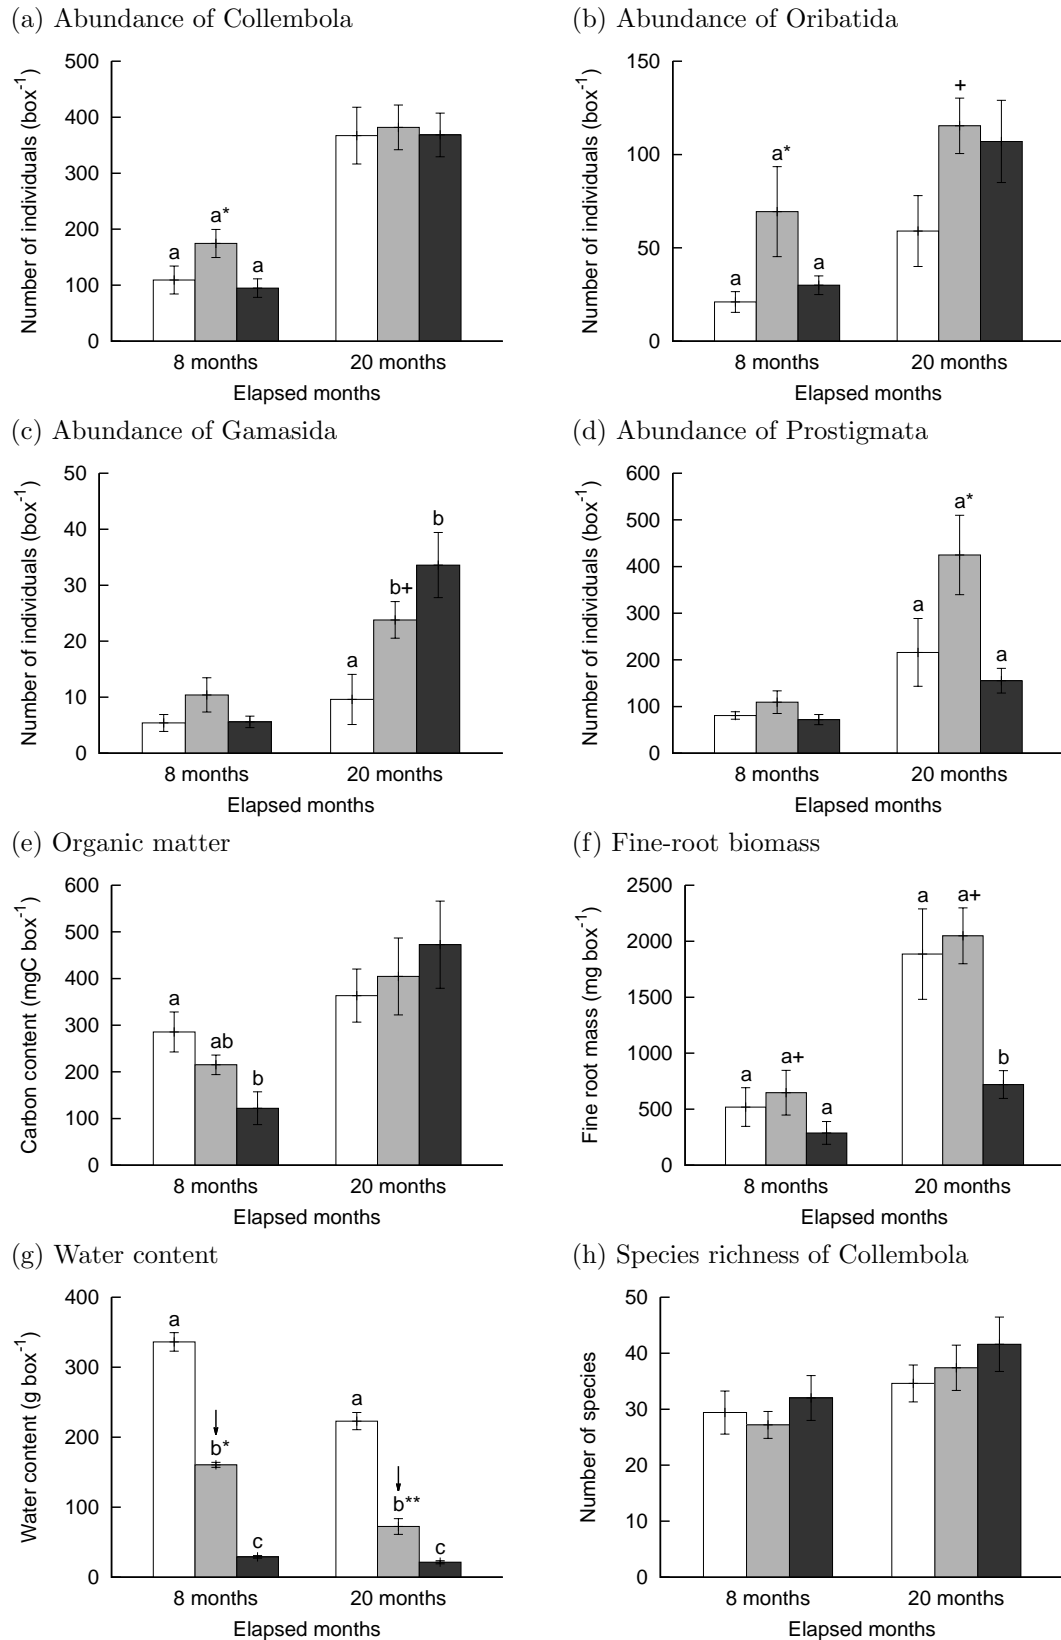 (a) Abundance of Collembola
Number of individuals (box⁻¹)
500
400
300
200
100
0
a
a*
a
8 months
20 months
Elapsed months
(b) Abundance of Oribatida
Number of individuals (box⁻¹)
150
100
50
0
a
a*
a
+
8 months
20 months
Elapsed months
(c) Abundance of Gamasida
Number of individuals (box⁻¹)
50
40
30
20
10
0
a
b+
b
8 months
20 months
Elapsed months
(d) Abundance of Prostigmata
Number of individuals (box⁻¹)
600
500
400
300
200
100
0
a
a*
a
8 months
20 months
Elapsed months
(e) Organic matter
Carbon content (mgC box⁻¹)
600
500
400
300
200
100
0
a
ab
b
8 months
20 months
Elapsed months
(f) Fine-root biomass
Fine root mass (mg box⁻¹)
2500
2000
1500
1000
500
0
a
a+
a
a
a+
b
8 months
20 months
Elapsed months
(g) Water content
Water content (g box⁻¹)
400
300
200
100
0
a
b*
c
a
b**
c
8 months
20 months
Elapsed months
(h) Species richness of Collembola
Number of species
50
40
30
20
10
0
8 months
20 months
Elapsed months